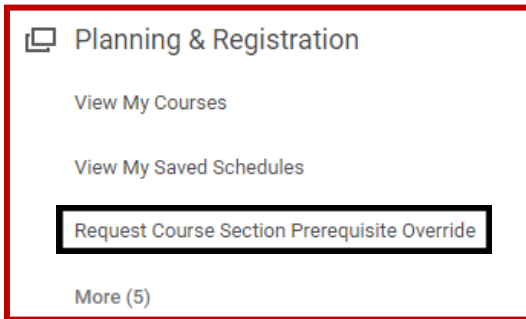 Planning & Registration
View My Courses
View My Saved Schedules
Request Course Section Prerequisite Override
More (5)